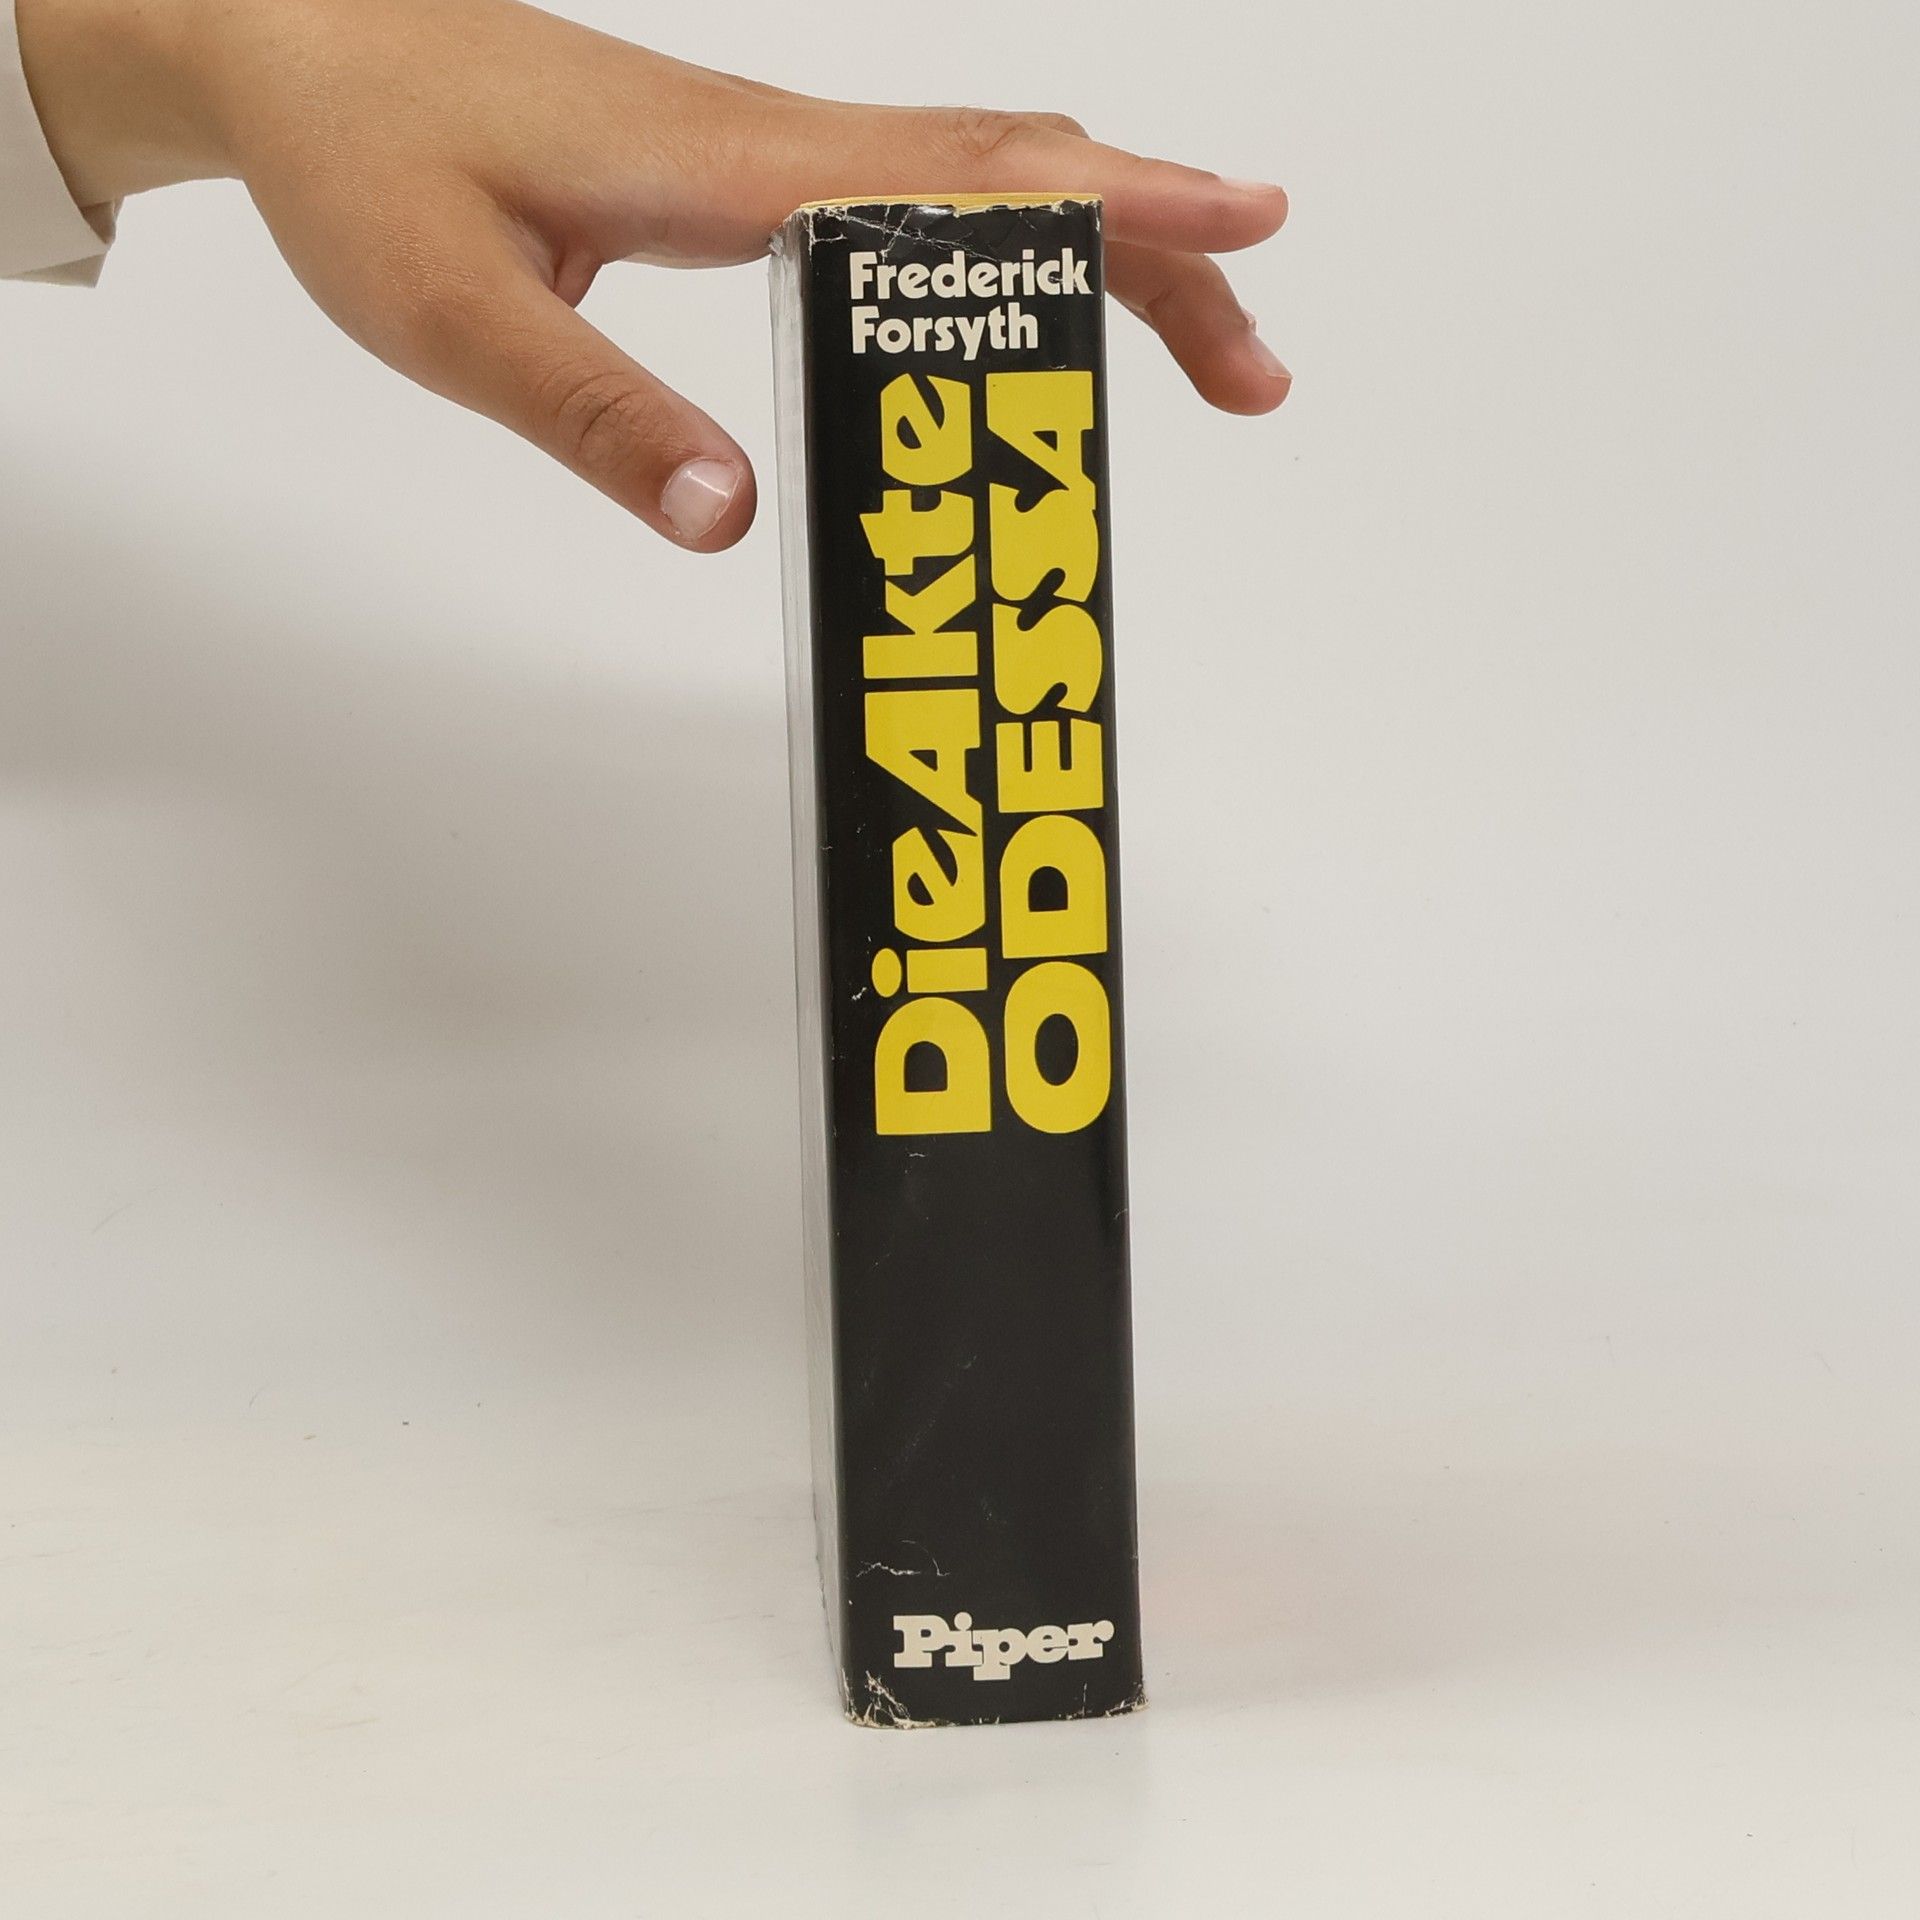 Frederick
Forsyth
Die Akte
ODESSA
Piper